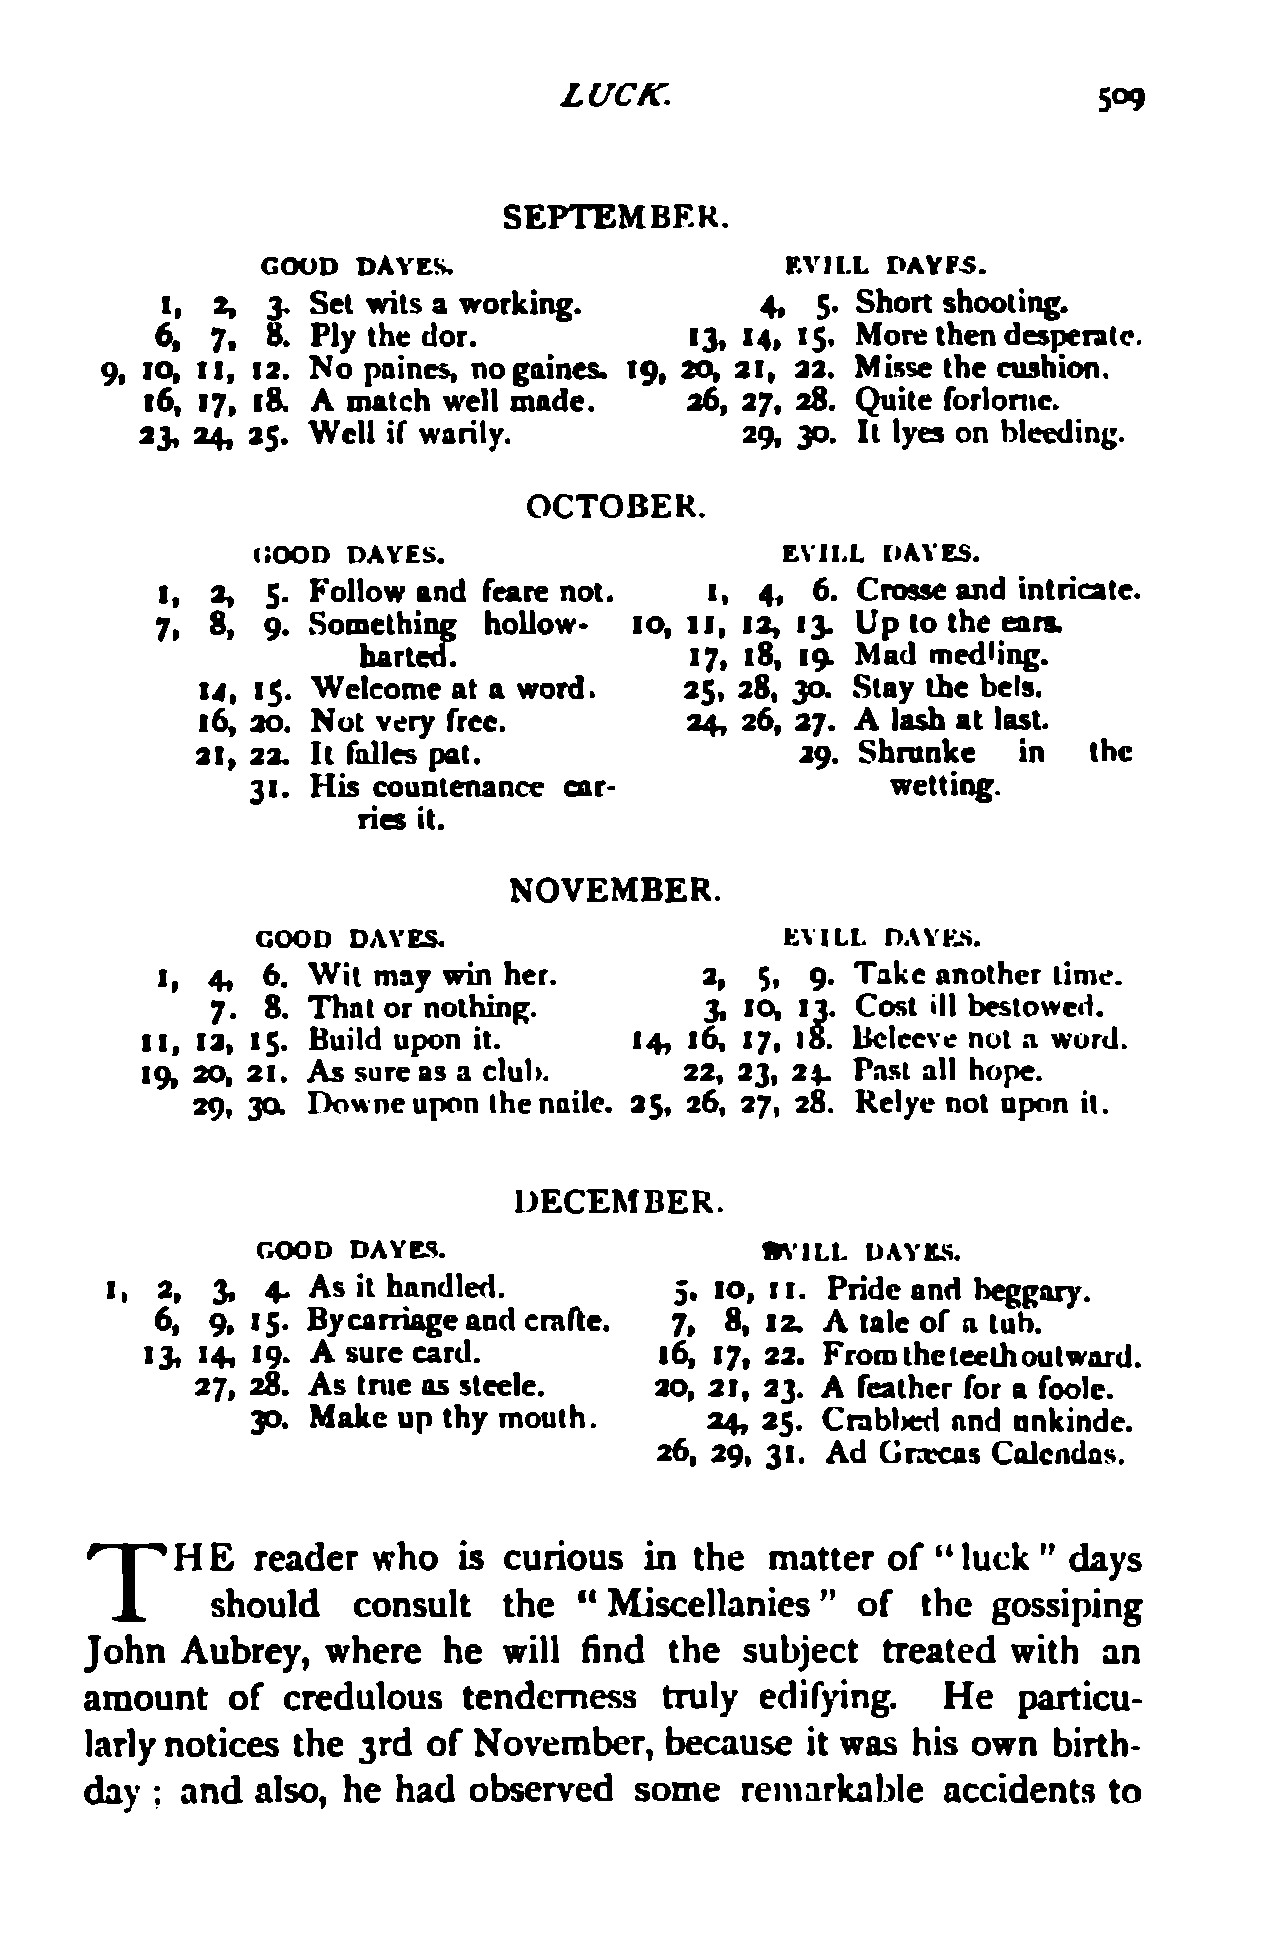 LUCK. 509
SEPTEMBER.
GOOD DAYES. EVILL DAYES.
1, 2, 3. Set wits a working. 4, 5. Short shooting.
6, 7, 8. Ply the dor. 13, 14, 15. More then desperate.
9, 10, 11, 12. No paines, no gaines. 19, 20, 21, 22. Misse the cushion.
16, 17, 18. A match well made. 26, 27, 28. Quite forlorne.
23, 24, 25. Well if warily. 29, 30. It lyes on bleeding.
OCTOBER.
GOOD DAYES. EVILL DAYES.
1, 2, 5. Follow and feare not. 1, 4, 6. Crosse and intricate.
7, 8, 9. Something hollow- 10, 11, 12, 13. Up to the ears.
harted. 17, 18, 19. Mad medling.
14, 15. Welcome at a word. 25, 28, 30. Stay the bels.
16, 20. Not very free. 24, 26, 27. A lash at last.
21, 22. It falles pat. 29. Shrunke in the
31. His countenance car- wetting.
ries it.
NOVEMBER.
GOOD DAYES. EVILL DAYES.
1, 4, 6. Wit may win her. 2, 5, 9. Take another time.
7. 8. That or nothing. 3, 10, 13. Cost ill bestowed.
11, 12, 15. Build upon it. 14, 16, 17, 18. Beleeve not a word.
19, 20, 21. As sure as a club. 22, 23, 24. Past all hope.
29, 30. Downe upon the naile. 25, 26, 27, 28. Relye not upon it.
DECEMBER.
GOOD DAYES. EVILL DAYES.
1, 2, 3, 4. As it handled. 5, 10, 11. Pride and beggary.
6, 9, 15. By carriage and crafte. 7, 8, 12. A tale of a tub.
13, 14, 19. A sure card. 16, 17, 22. From the teeth outward.
27, 28. As true as steele. 20, 21, 23. A feather for a foole.
30. Make up thy mouth. 24, 25. Crabbed and unkinde.
26, 29, 31. Ad Græcas Calendas.
THE reader who is curious in the matter of "luck" days
should consult the "Miscellanies" of the gossiping
John Aubrey, where he will find the subject treated with an
amount of credulous tenderness truly edifying. He particu-
larly notices the 3rd of November, because it was his own birth-
day; and also, he had observed some remarkable accidents to